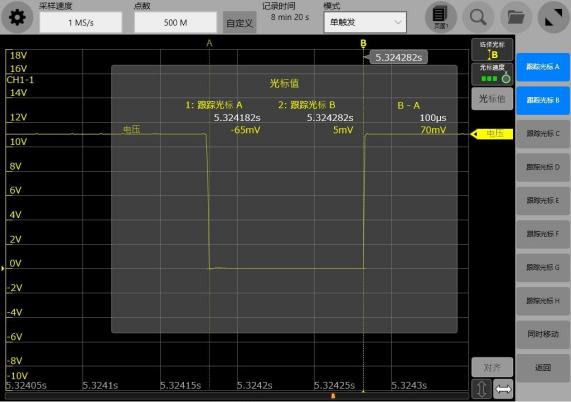 采样速度
点数
记录时间
模式
1 MS/s
500 M
自定义
8 min 20 s
单触发
页面1
A
B
5.324282s
选择光标
B
光标速度
光标值
18V
16V
CH1-1
14V
12V
10V
8V
6V
4V
2V
0V
-2V
-4V
-6V
-8V
-10V
光标值
1: 跟踪光标 A
2: 跟踪光标 B
B - A
5.324182s
5.324282s
100μs
-65mV
5mV
70mV
电压
电压
5.32405s
5.3241s
5.32415s
5.3242s
5.32425s
5.3243s
对齐
跟踪光标 A
跟踪光标 B
跟踪光标 C
跟踪光标 D
跟踪光标 E
跟踪光标 F
跟踪光标 G
跟踪光标 H
同时移动
返回